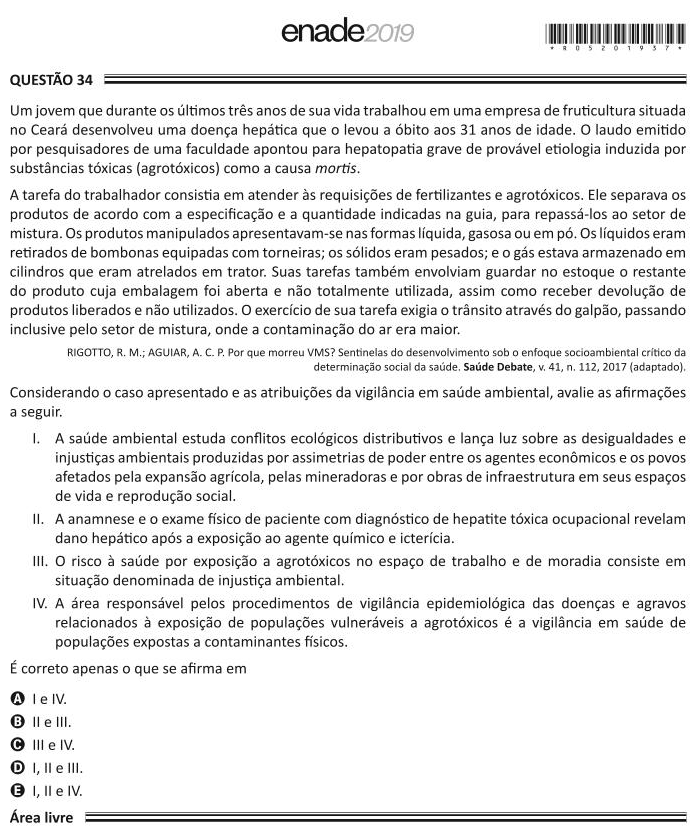 enade2019
*R0520193 7*
QUESTÃO 34
Um jovem que durante os últimos três anos de sua vida trabalhou em uma empresa de fruticultura situada
no Ceará desenvolveu uma doença hepática que o levou a óbito aos 31 anos de idade. O laudo emitido
por pesquisadores de uma faculdade apontou para hepatopatia grave de provável etiologia induzida por
substâncias tóxicas (agrotóxicos) como a causa mortis.
A tarefa do trabalhador consistia em atender às requisições de fertilizantes e agrotóxicos. Ele separava os
produtos de acordo com a especificação e a quantidade indicadas na guia, para repassá-los ao setor de
mistura. Os produtos manipulados apresentavam-se nas formas líquida, gasosa ou em pó. Os líquidos eram
retirados de bombonas equipadas com torneiras; os sólidos eram pesados; e o gás estava armazenado em
cilindros que eram atrelados em trator. Suas tarefas também envolviam guardar no estoque o restante
do produto cuja embalagem foi aberta e não totalmente utilizada, assim como receber devolução de
produtos liberados e não utilizados. O exercício de sua tarefa exigia o trânsito através do galpão, passando
inclusive pelo setor de mistura, onde a contaminação do ar era maior.
RIGOTTO, R. M.; AGUIAR, A. C. P. Por que morreu VMS? Sentinelas do desenvolvimento sob o enfoque socioambiental crítico da
determinação social da saúde. Saúde Debate, v. 41, n. 112, 2017 (adaptado).
Considerando o caso apresentado e as atribuições da vigilância em saúde ambiental, avalie as afirmações
a seguir.
I. A saúde ambiental estuda conflitos ecológicos distributivos e lança luz sobre as desigualdades e
injustiças ambientais produzidas por assimetrias de poder entre os agentes econômicos e os povos
afetados pela expansão agrícola, pelas mineradoras e por obras de infraestrutura em seus espaços
de vida e reprodução social.
II. A anamnese e o exame físico de paciente com diagnóstico de hepatite tóxica ocupacional revelam
dano hepático após a exposição ao agente químico e icterícia.
III. O risco à saúde por exposição a agrotóxicos no espaço de trabalho e de moradia consiste em
situação denominada de injustiça ambiental.
IV. A área responsável pelos procedimentos de vigilância epidemiológica das doenças e agravos
relacionados à exposição de populações vulneráveis a agrotóxicos é a vigilância em saúde de
populações expostas a contaminantes físicos.
É correto apenas o que se afirma em
A I e IV.
B II e III.
C III e IV.
D I, II e III.
E I, II e IV.
Área livre